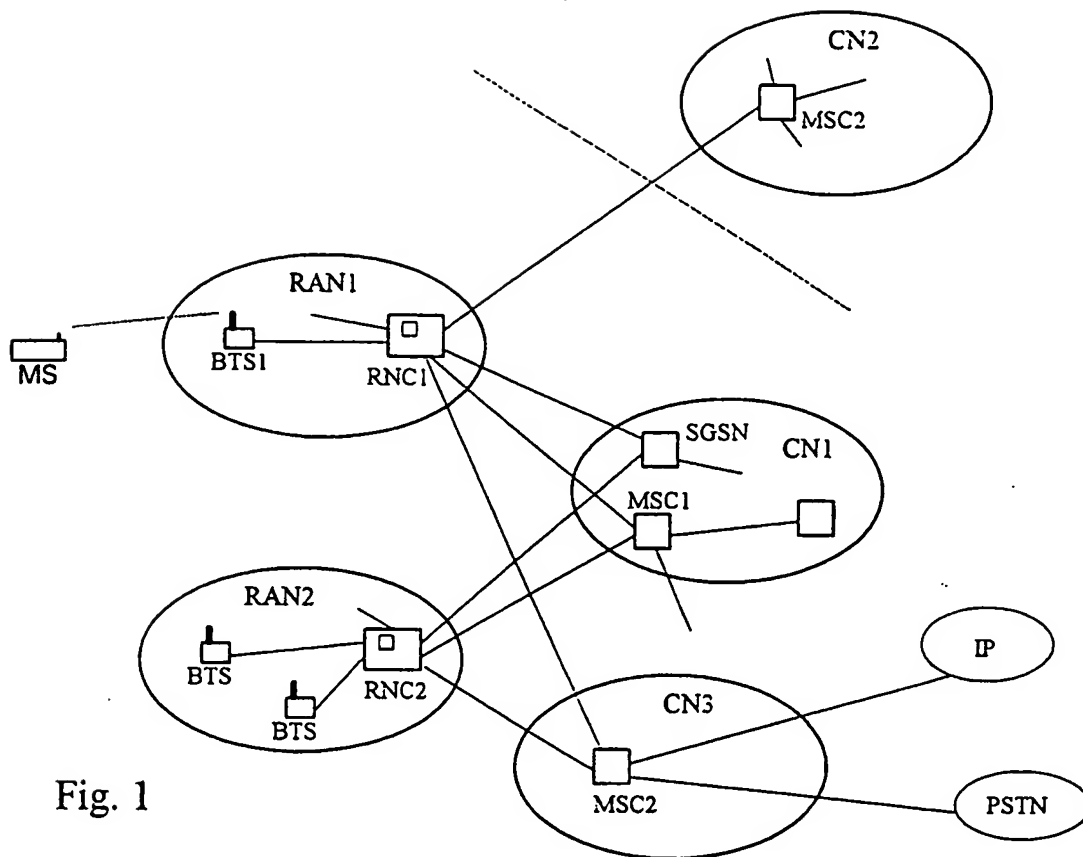 CN2
MSC2
RAN1
BTS1
RNC1
MS
SGSN
CN1
MSC1
RAN2
BTS
RNC2
BTS
IP
CN3
MSC2
PSTN
Fig. 1